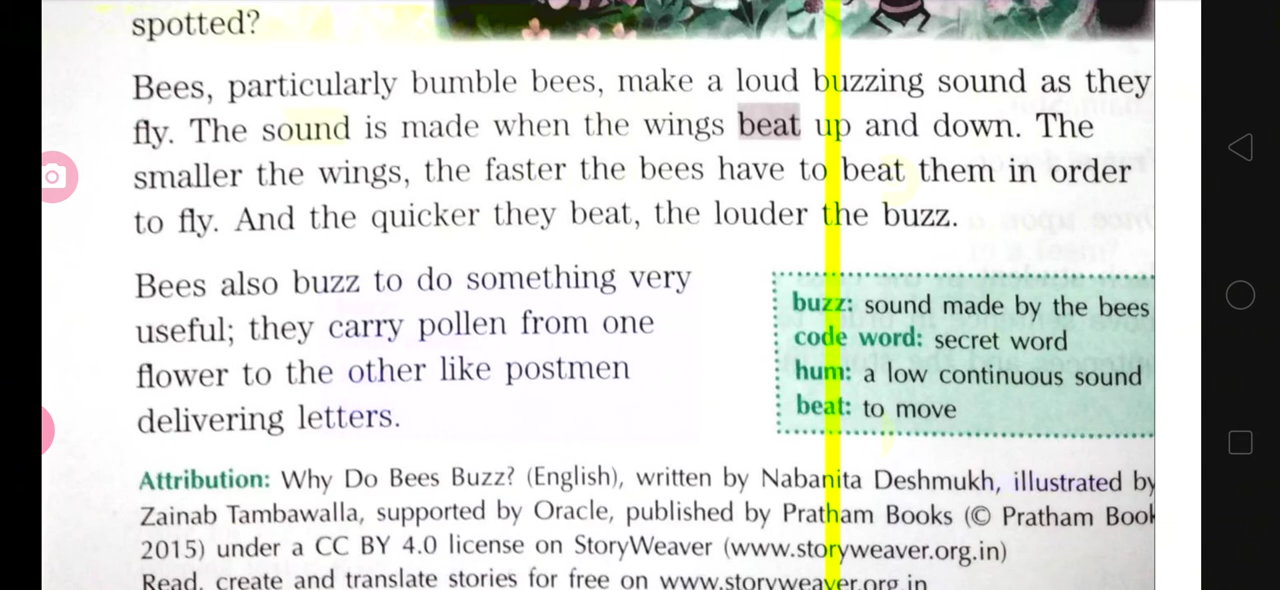 spotted?
Bees, particularly bumble bees, make a loud buzzing sound as they
fly. The sound is made when the wings beat up and down. The
smaller the wings, the faster the bees have to beat them in order
to fly. And the quicker they beat, the louder the buzz.
Bees also buzz to do something very
useful; they carry pollen from one
flower to the other like postmen
delivering letters.
buzz: sound made by the bees
code word: secret word
hum: a low continuous sound
beat: to move
Attribution: Why Do Bees Buzz? (English), written by Nabanita Deshmukh, illustrated by
Zainab Tambawalla, supported by Oracle, published by Pratham Books (© Pratham Book
2015) under a CC BY 4.0 license on StoryWeaver (www.storyweaver.org.in)
Read, create and translate stories for free on www.storyweaver.org.in